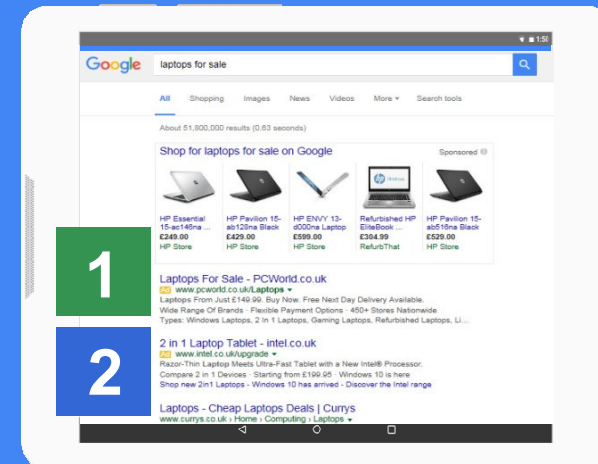 1:50
Google laptops for sale
All Shopping Images News Videos More Search tools
About 51,800,000 results (0.63 seconds)
Shop for laptops for sale on Google Sponsored
HP Essential 15-ac146na ... £249.00 HP Store
HP Pavilion 15-ab128na Black £429.00 HP Store
HP ENVY 13-d000na Laptop £599.00 HP Store
Refurbished HP EliteBook ... £304.99 RefurbThat
HP Pavilion 15-ab516na Black £529.00 HP Store
1
Laptops For Sale - PCWorld.co.uk
Ad www.pcworld.co.uk/Laptops
Laptops From Just £149.99. Buy Now. Free Next Day Delivery Available.
Wide Range Of Brands · Flexible Payment Options · 450+ Stores Nationwide
Types: Windows Laptops, 2 In 1 Laptops, Gaming Laptops, Refurbished Laptops, Li...
2
2 in 1 Laptop Tablet - intel.co.uk
Ad www.intel.co.uk/upgrade
Razor-Thin Laptop Meets Ultra-Fast Tablet with a New Intel® Processor.
Compare 2 in 1 Devices · Starting from £199.95 · Windows 10 is here
Shop new 2in1 Laptops - Windows 10 has arrived - Discover the Intel range
Laptops - Cheap Laptops Deals | Currys
www.currys.co.uk › Home › Computing › Laptops